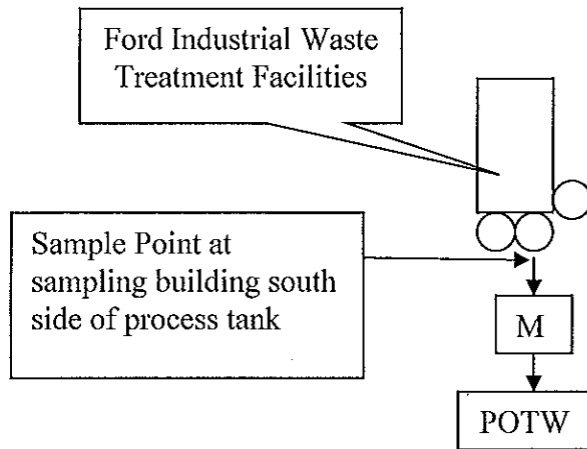 Ford Industrial Waste
Treatment Facilities
Sample Point at
sampling building south
side of process tank
M
POTW